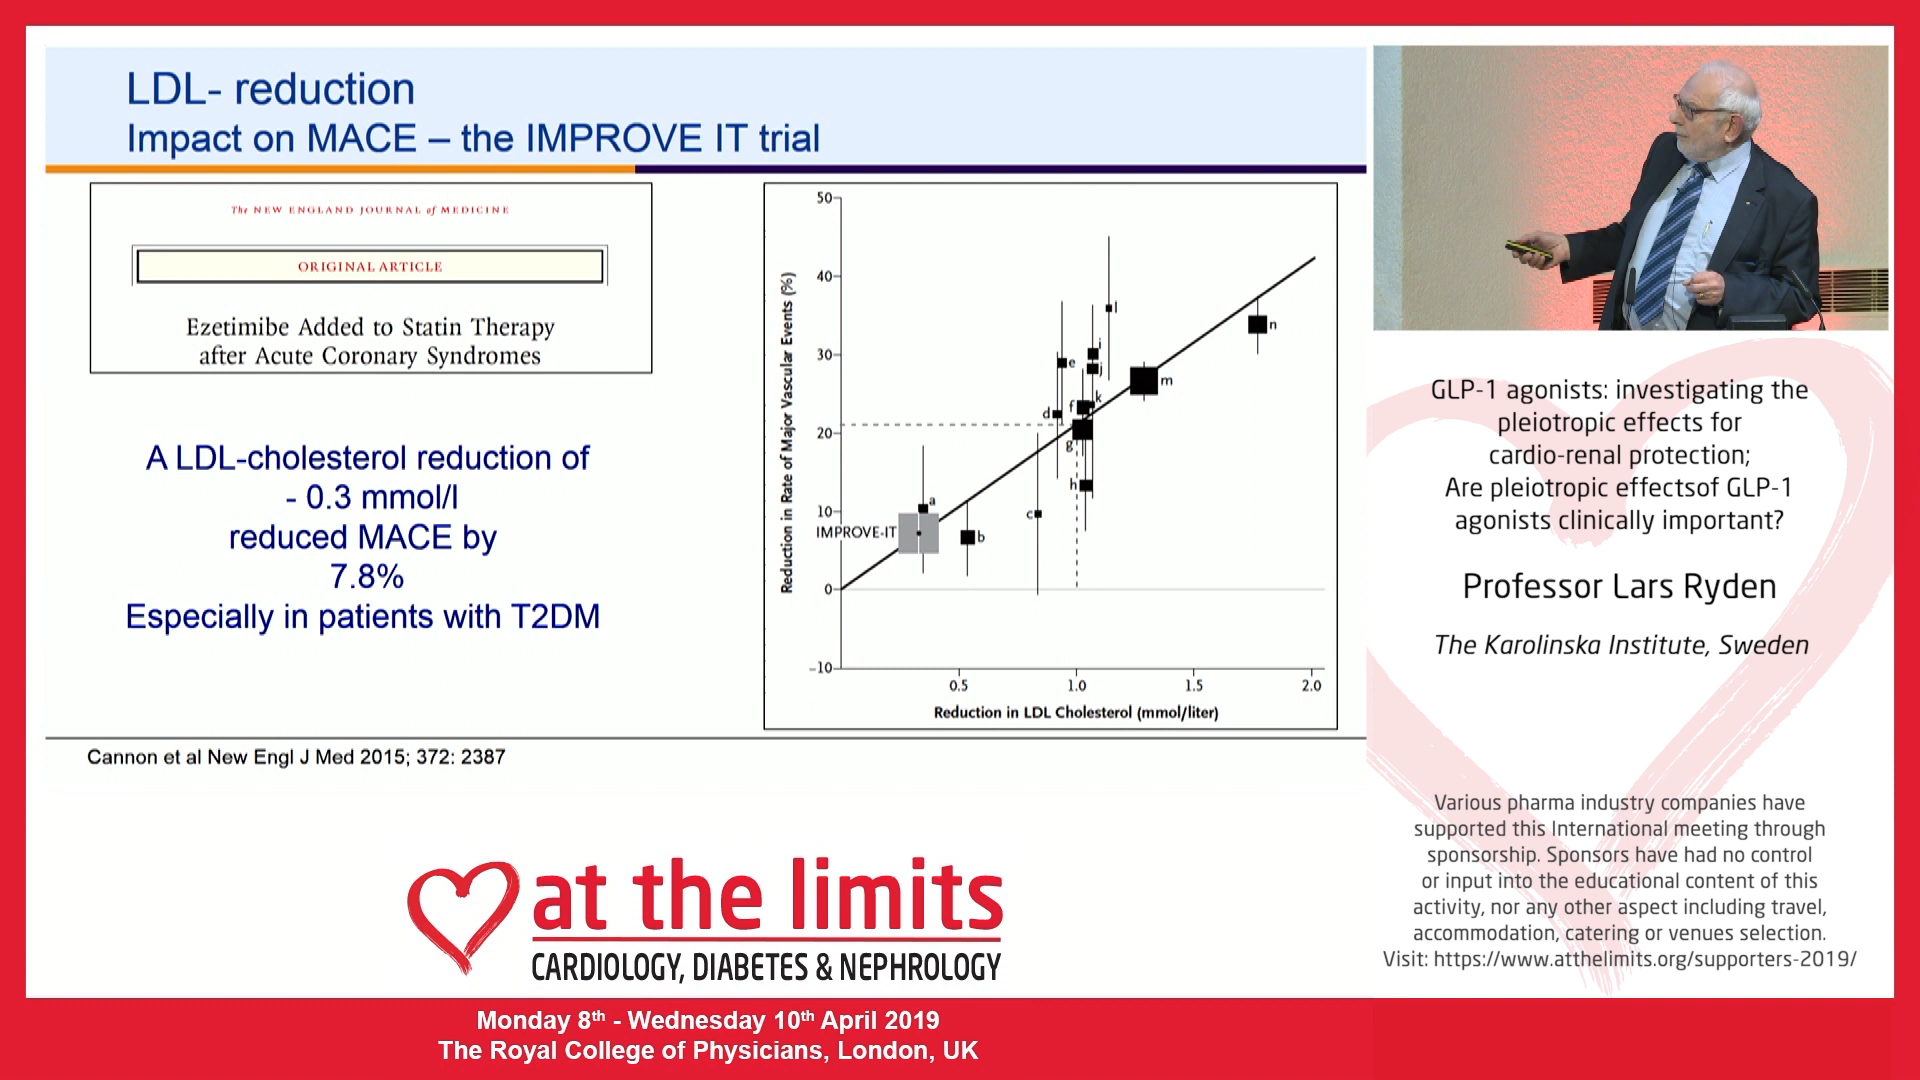 LDL- reduction
Impact on MACE – the IMPROVE IT trial
The NEW ENGLAND JOURNAL of MEDICINE
ORIGINAL ARTICLE
Ezetimibe Added to Statin Therapy
after Acute Coronary Syndromes
A LDL-cholesterol reduction of
- 0.3 mmol/l
reduced MACE by
7.8%
Especially in patients with T2DM
Reduction in Rate of Major Vascular Events (%)
50
40
30
20
10
0
–10
IMPROVE-IT
a
b
c
d
e
f
g
h
i
j
k
l
m
n
0.5
1.0
1.5
2.0
Reduction in LDL Cholesterol (mmol/liter)
Cannon et al New Engl J Med 2015; 372: 2387
GLP-1 agonists: investigating the
pleiotropic effects for
cardio-renal protection;
Are pleiotropic effectsof GLP-1
agonists clinically important?
Professor Lars Ryden
The Karolinska Institute, Sweden
Various pharma industry companies have
supported this International meeting through
sponsorship. Sponsors have had no control
or input into the educational content of this
activity, nor any other aspect including travel,
accommodation, catering or venues selection.
Visit: https://www.atthelimits.org/supporters-2019/
at the limits
CARDIOLOGY, DIABETES & NEPHROLOGY
Monday 8th - Wednesday 10th April 2019
The Royal College of Physicians, London, UK